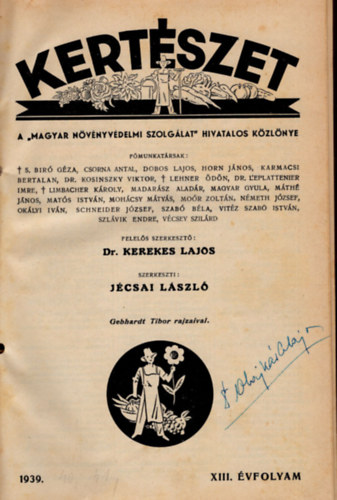 KERTÉSZET
A „MAGYAR NÖVÉNYVÉDELMI SZOLGÁLAT" HIVATALOS KÖZLÖNYE
FŐMUNKATÁRSAK:
† S. BIRÓ GÉZA, CSORNA ANTAL, DOBOS LAJOS, HORN JÁNOS, KARMACSI
BERTALAN, DR. KOSINSZKY VIKTOR, † LEHNER ÖDÖN, DR. L'EPLATTENIER
IMRE, † LIMBACHER KÁROLY, MADARÁSZ ALADÁR, MAGYAR GYULA, MÁTHÉ
JÁNOS, MATÓS ISTVÁN, MOHÁCSY MÁTYÁS, MOÓR ZOLTÁN, NÉMETH JÓZSEF,
OKÁLYI IVÁN, SCHNEIDER JÓZSEF, SZABÓ BÉLA, VITÉZ SZABÓ ISTVÁN,
SZLÁVIK ENDRE, VÉCSEY SZILÁRD
FELELŐS SZERKESZTŐ:
Dr. KEREKES LAJOS
SZERKESZTI:
JÉCSAI LÁSZLÓ
Gebhardt Tibor rajzaival.
1939.
XIII. ÉVFOLYAM